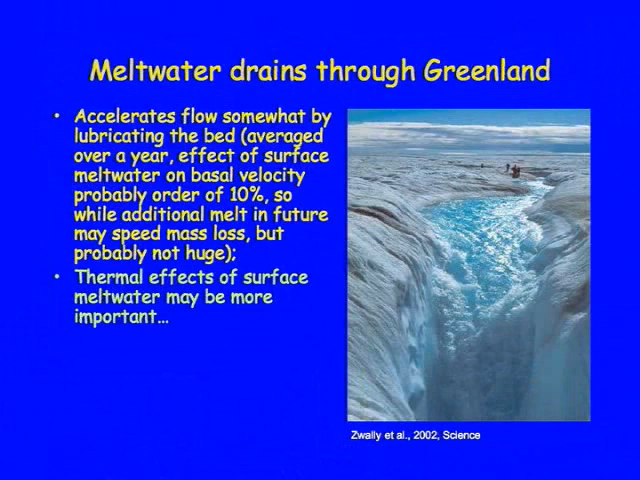 Meltwater drains through Greenland
• Accelerates flow somewhat by
lubricating the bed (averaged
over a year, effect of surface
meltwater on basal velocity
probably order of 10%, so
while additional melt in future
may speed mass loss, but
probably not huge);
• Thermal effects of surface
meltwater may be more
important…
Zwally et al., 2002, Science